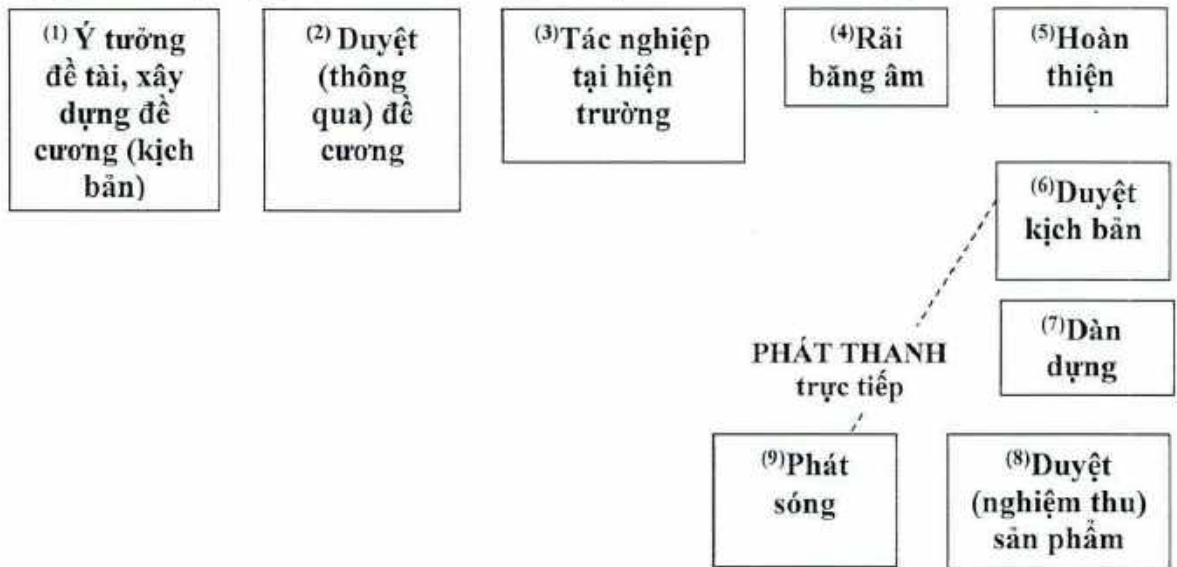 (1) Ý tưởng
đề tài, xây
dựng đề
cương (kịch
bản)
(2) Duyệt
(thông
qua) đề
cương
(3)Tác nghiệp
tại hiện
trường
(4)Rải
băng âm
(5)Hoàn
thiện
(6)Duyệt
kịch bản
(7)Dàn
dựng
PHÁT THANH
trực tiếp
(8)Duyệt
(nghiệm thu)
sản phẩm
(9)Phát
sóng